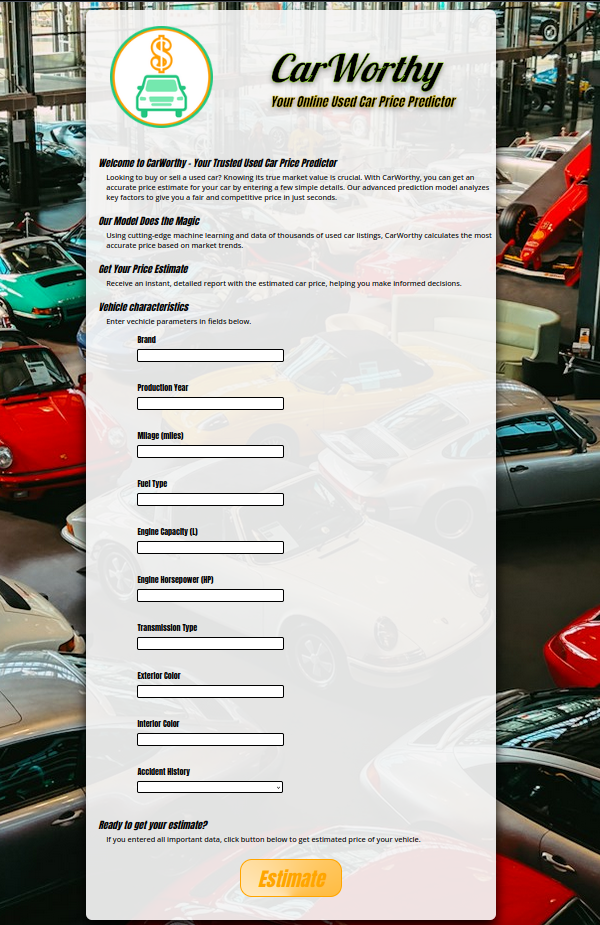 CarWorthy
Your Online Used Car Price Predictor
Welcome to CarWorthy - Your Trusted Used Car Price Predictor
Looking to buy or sell a used car? Knowing its true market value is crucial. With CarWorthy, you can get an
accurate price estimate for your car by entering a few simple details. Our advanced prediction model analyzes
key factors to give you a fair and competitive price in just seconds.
Our Model Does the Magic
Using cutting-edge machine learning and data of thousands of used car listings, CarWorthy calculates the most
accurate price based on market trends.
Get Your Price Estimate
Receive an instant, detailed report with the estimated car price, helping you make informed decisions.
Vehicle characteristics
Enter vechicle parameters in fields below.
Brand
Production Year
Milage (miles)
Fuel Type
Engine Capacity (L)
Engine Horsepower (HP)
Transmission Type
Exterior Color
Interior Color
Accident History
Ready to get your estimate?
If you entered all important data, click button below to get estimated price of your vehicle.
Estimate